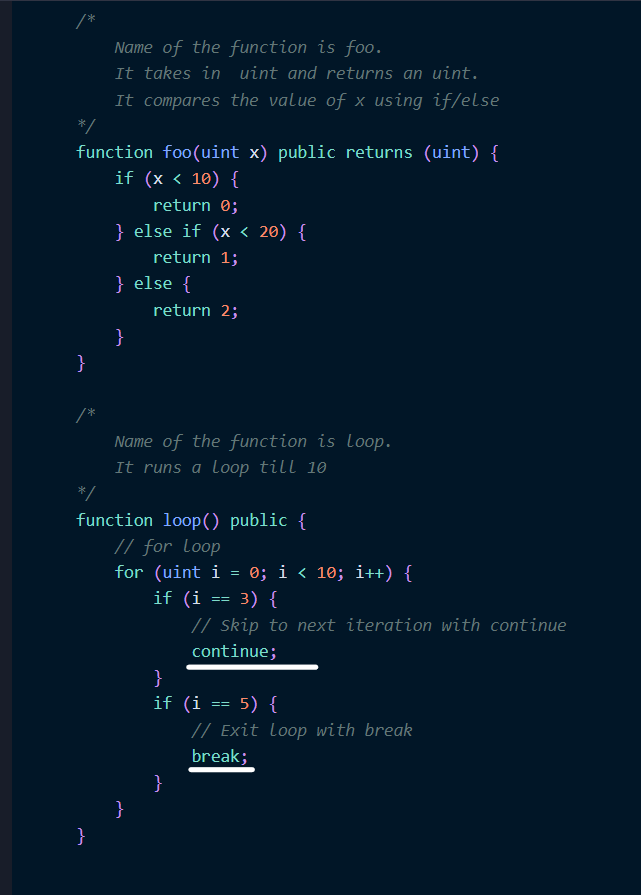 /*
Name of the function is foo.
It takes in  uint and returns an uint.
It compares the value of x using if/else
*/
function foo(uint x) public returns (uint) {
if (x < 10) {
return 0;
} else if (x < 20) {
return 1;
} else {
return 2;
}
}
/*
Name of the function is loop.
It runs a loop till 10
*/
function loop() public {
// for loop
for (uint i = 0; i < 10; i++) {
if (i == 3) {
// Skip to next iteration with continue
continue;
}
if (i == 5) {
// Exit loop with break
break;
}
}
}